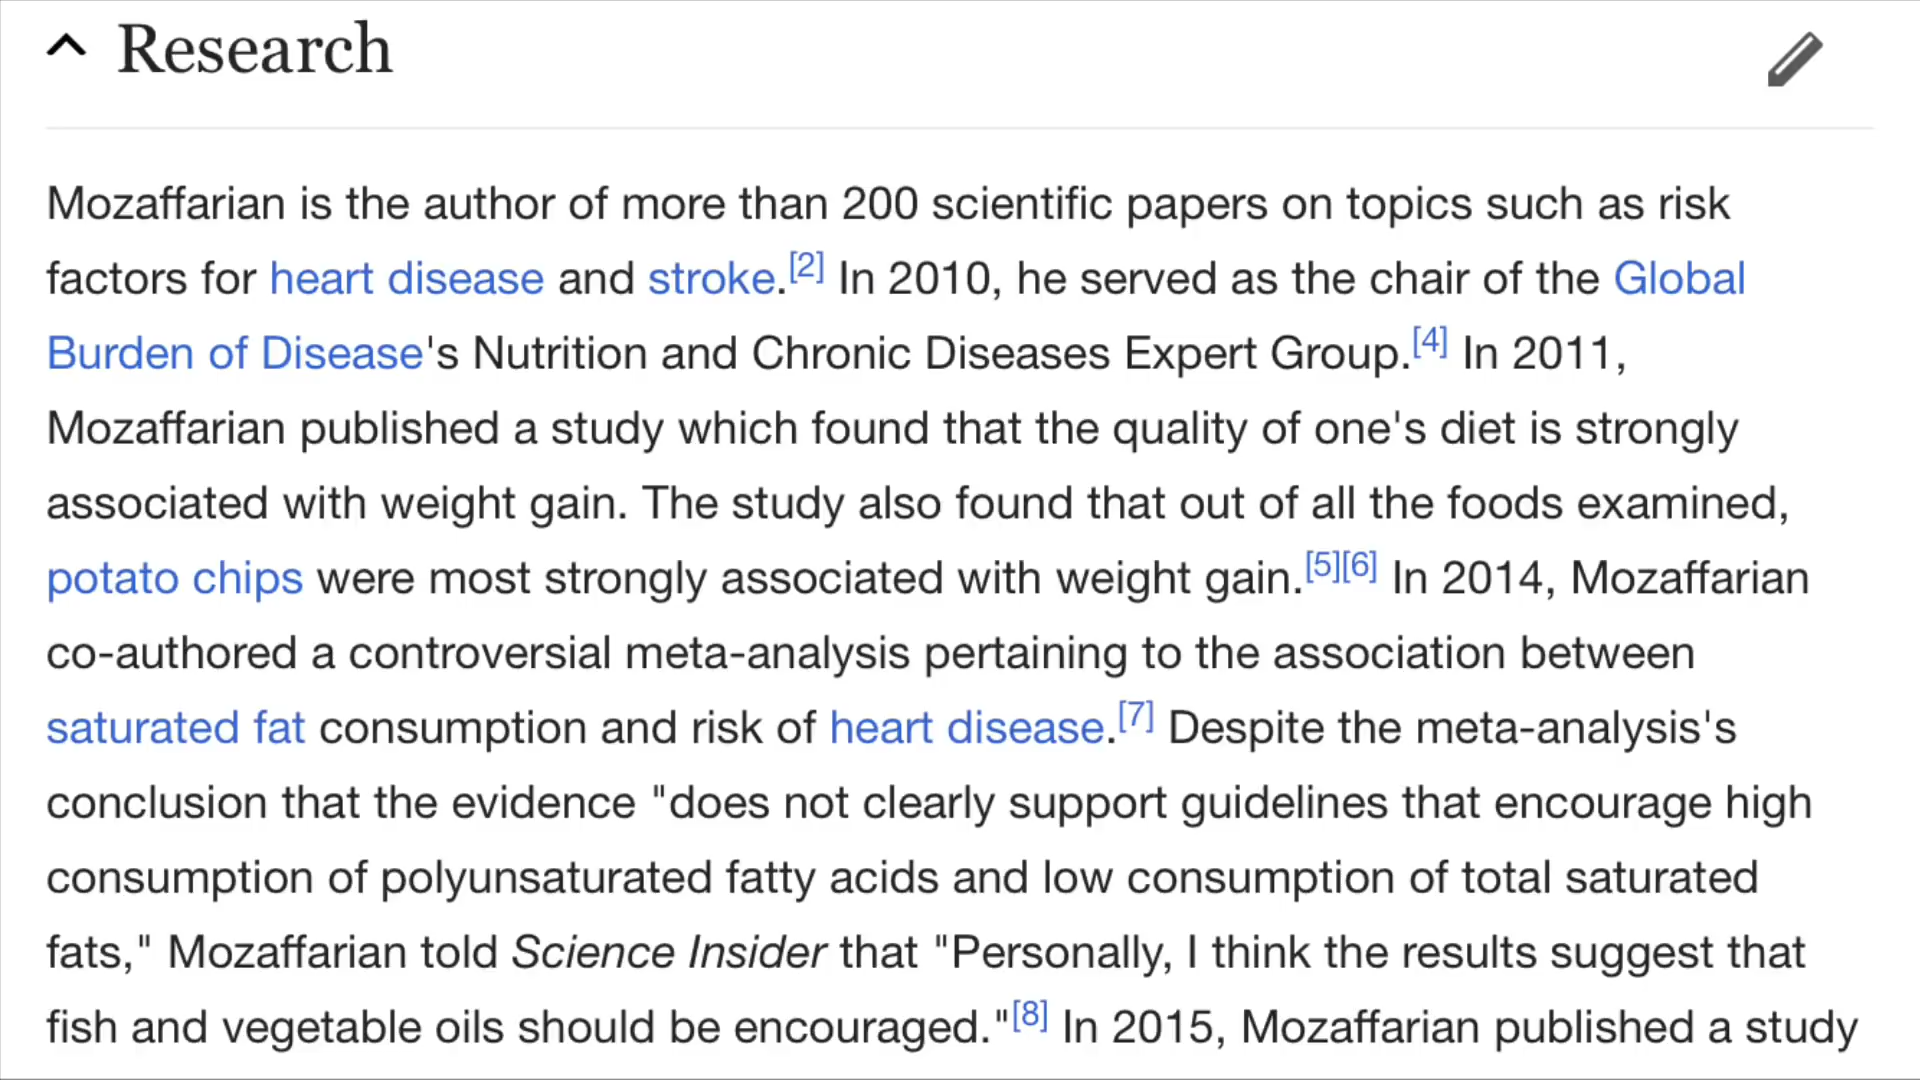 Research
Mozaffarian is the author of more than 200 scientific papers on topics such as risk
factors for heart disease and stroke.[2] In 2010, he served as the chair of the Global
Burden of Disease's Nutrition and Chronic Diseases Expert Group.[4] In 2011,
Mozaffarian published a study which found that the quality of one's diet is strongly
associated with weight gain. The study also found that out of all the foods examined,
potato chips were most strongly associated with weight gain.[5][6] In 2014, Mozaffarian
co-authored a controversial meta-analysis pertaining to the association between
saturated fat consumption and risk of heart disease.[7] Despite the meta-analysis's
conclusion that the evidence "does not clearly support guidelines that encourage high
consumption of polyunsaturated fatty acids and low consumption of total saturated
fats," Mozaffarian told Science Insider that "Personally, I think the results suggest that
fish and vegetable oils should be encouraged."[8] In 2015, Mozaffarian published a study